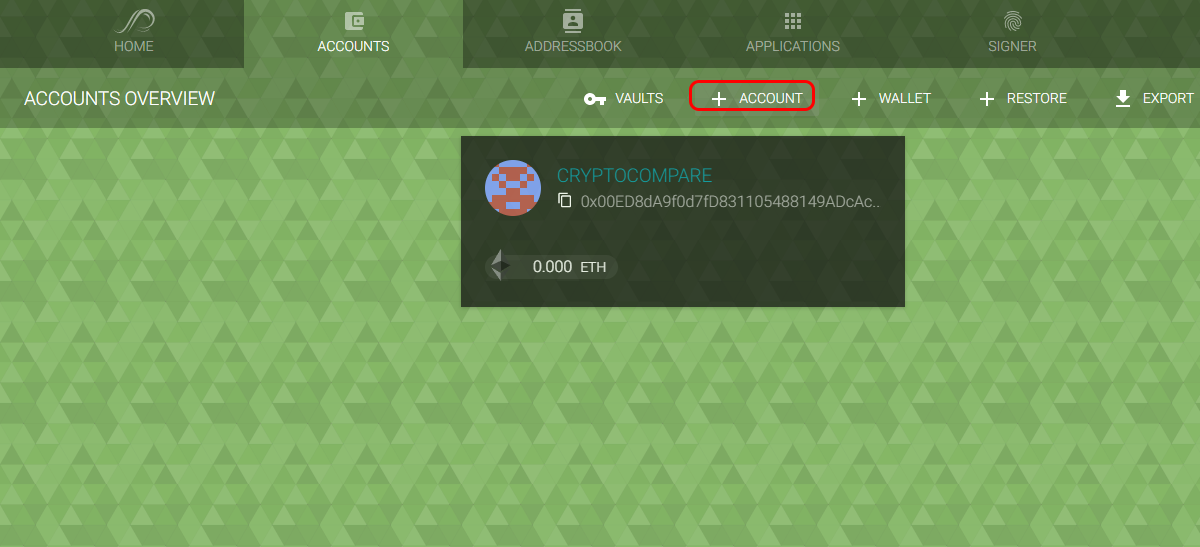 HOME
ACCOUNTS
ADDRESSBOOK
APPLICATIONS
SIGNER
ACCOUNTS OVERVIEW
VAULTS
ACCOUNT
WALLET
RESTORE
EXPORT
CRYPTOCOMPARE
0x00ED8dA9f0d7fD831105488149ADcAc..
0.000 ETH